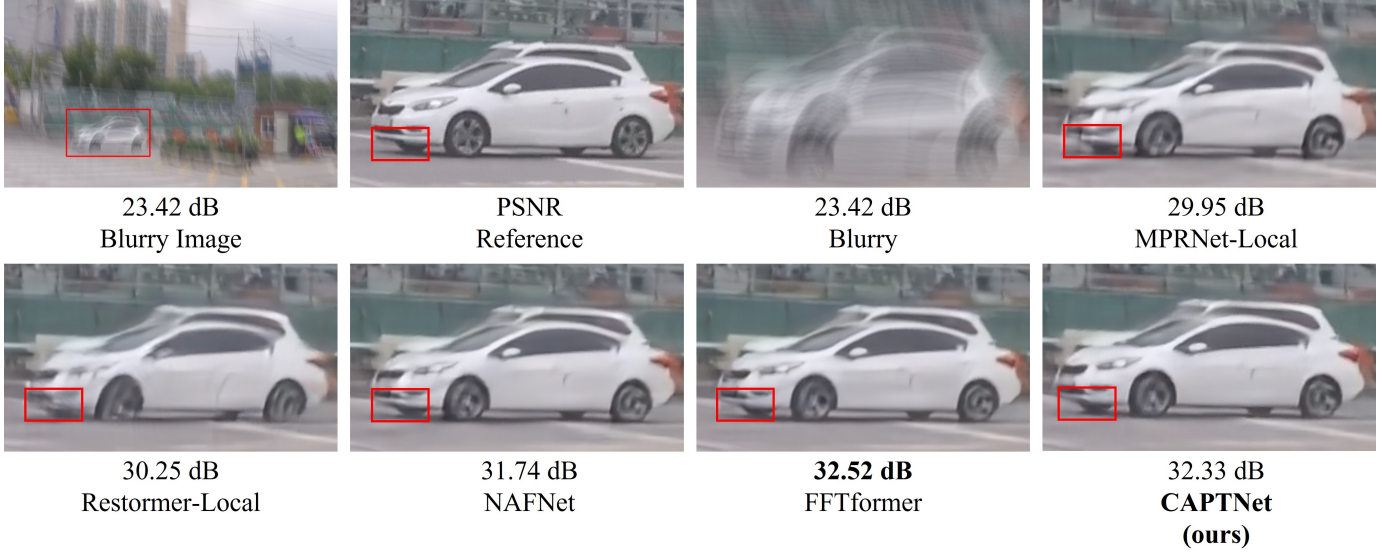 23.42 dB
Blurry Image
PSNR
Reference
23.42 dB
Blurry
29.95 dB
MPRNet-Local
30.25 dB
Restormer-Local
31.74 dB
NAFNet
32.52 dB
FFTformer
32.33 dB
CAPTNet
(ours)